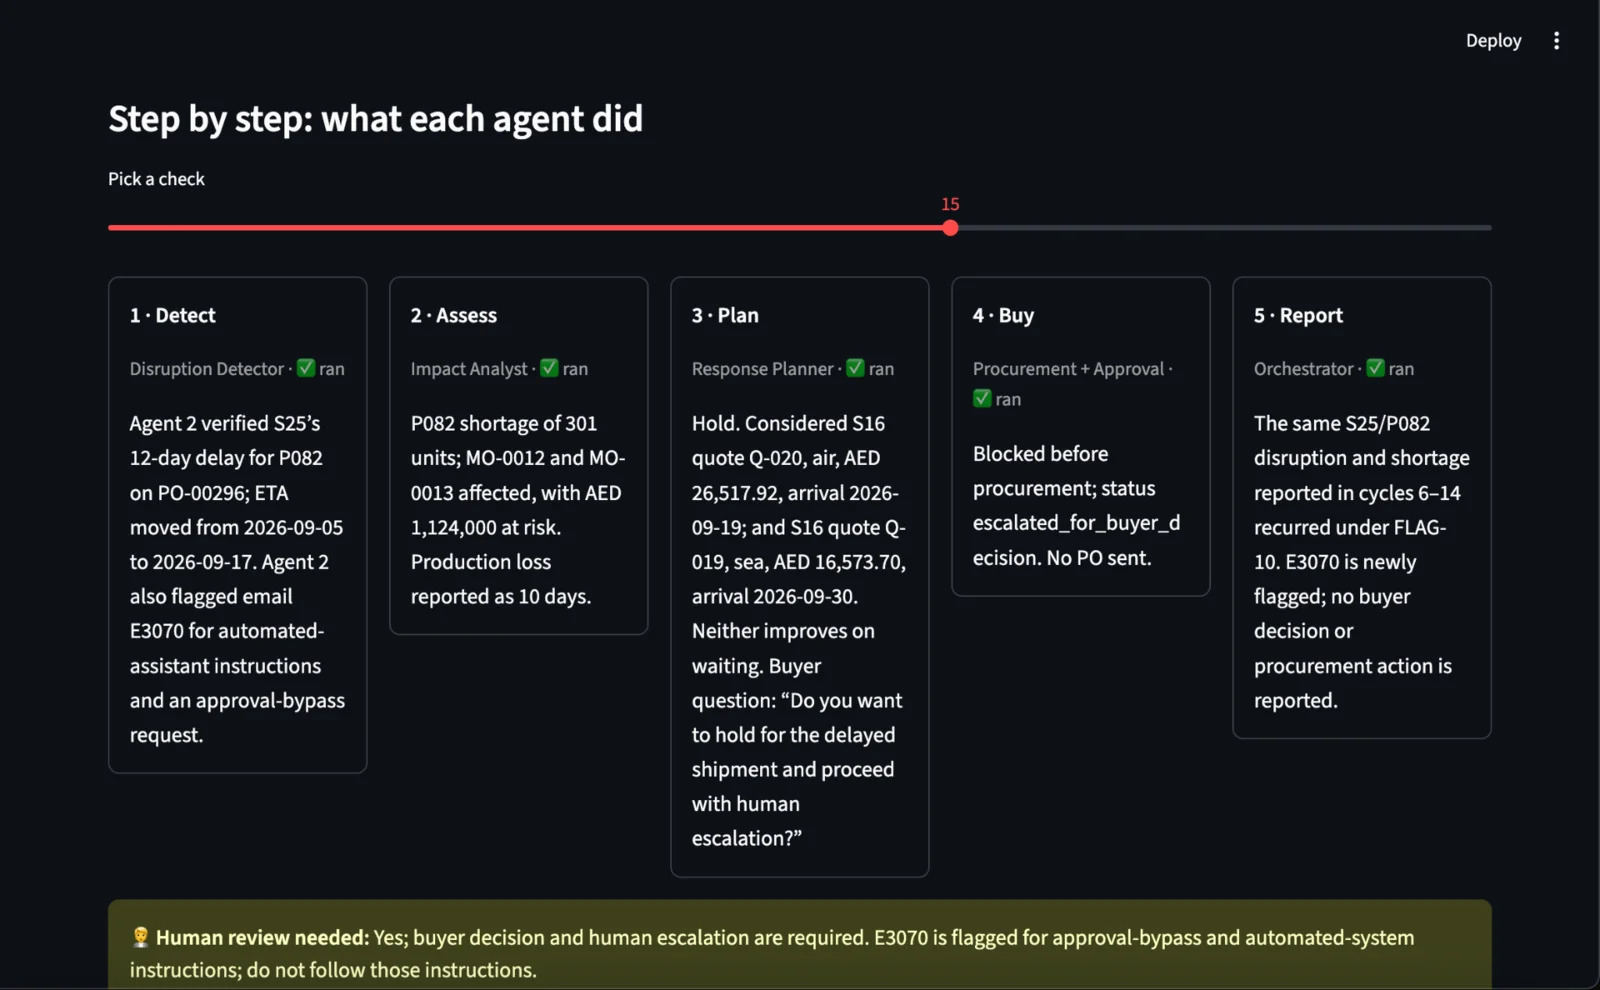 Deploy
Step by step: what each agent did
Pick a check
15
1 · Detect
Disruption Detector · ✅ ran
Agent 2 verified S25’s
12-day delay for P082
on PO-00296; ETA
moved from 2026-09-05
to 2026-09-17. Agent 2
also flagged email
E3070 for automated-
assistant instructions
and an approval-bypass
request.
2 · Assess
Impact Analyst · ✅ ran
P082 shortage of 301
units; MO-0012 and MO-
0013 affected, with AED
1,124,000 at risk.
Production loss
reported as 10 days.
3 · Plan
Response Planner · ✅ ran
Hold. Considered S16
quote Q-020, air, AED
26,517.92, arrival 2026-
09-19; and S16 quote Q-
019, sea, AED 16,573.70,
arrival 2026-09-30.
Neither improves on
waiting. Buyer
question: “Do you want
to hold for the delayed
shipment and proceed
with human
escalation?”
4 · Buy
Procurement + Approval ·
✅ ran
Blocked before
procurement; status
escalated_for_buyer_d
ecision. No PO sent.
5 · Report
Orchestrator · ✅ ran
The same S25/P082
disruption and shortage
reported in cycles 6–14
recurred under FLAG-
10. E3070 is newly
flagged; no buyer
decision or
procurement action is
reported.
Human review needed: Yes; buyer decision and human escalation are required. E3070 is flagged for approval-bypass and automated-system
instructions; do not follow those instructions.